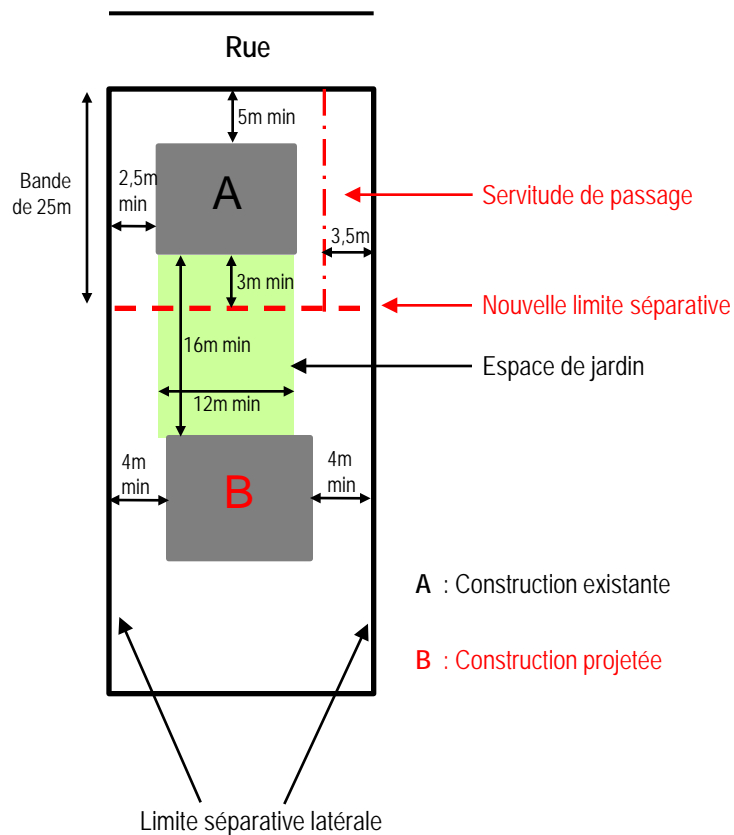 Rue
5m min
Bande
de 25m
2,5m
min
A
Servitude de passage
3,5m
3m min
Nouvelle limite séparative
16m min
Espace de jardin
12m min
4m
min
B
4m
min
A : Construction existante
B : Construction projetée
Limite séparative latérale